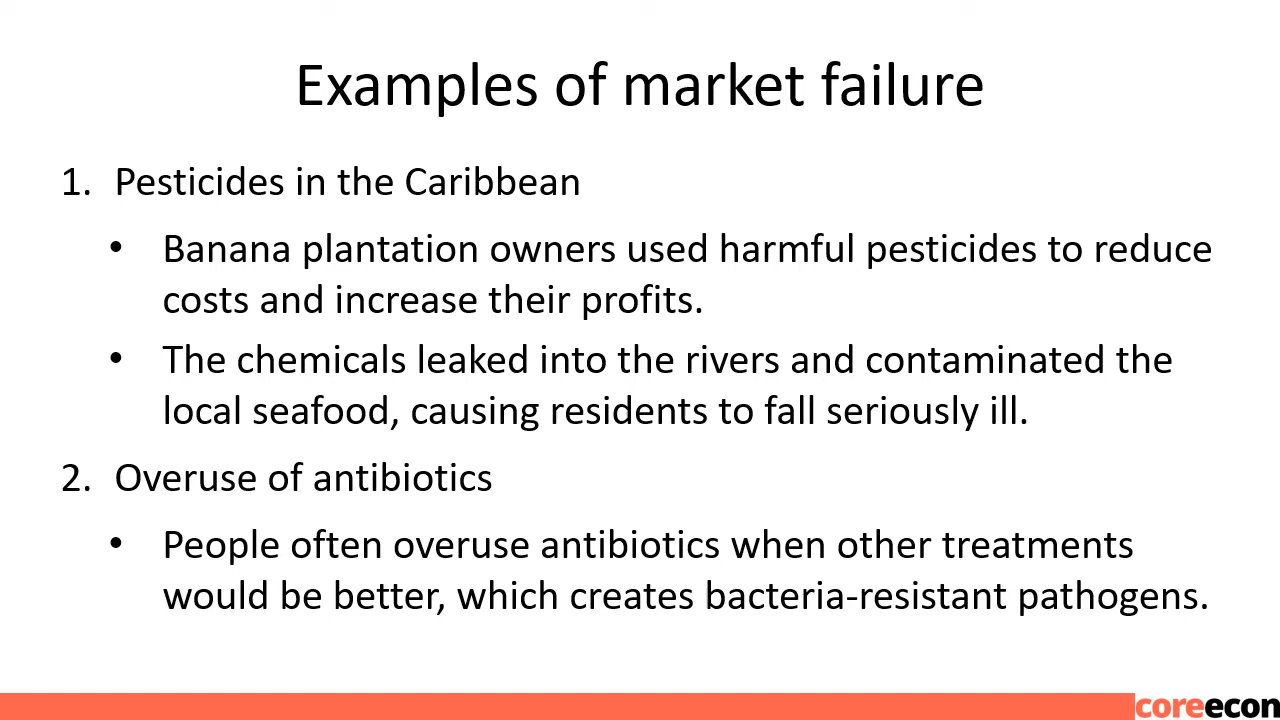 Examples of market failure
1. Pesticides in the Caribbean
• Banana plantation owners used harmful pesticides to reduce
costs and increase their profits.
• The chemicals leaked into the rivers and contaminated the
local seafood, causing residents to fall seriously ill.
2. Overuse of antibiotics
• People often overuse antibiotics when other treatments
would be better, which creates bacteria-resistant pathogens.
coreecon